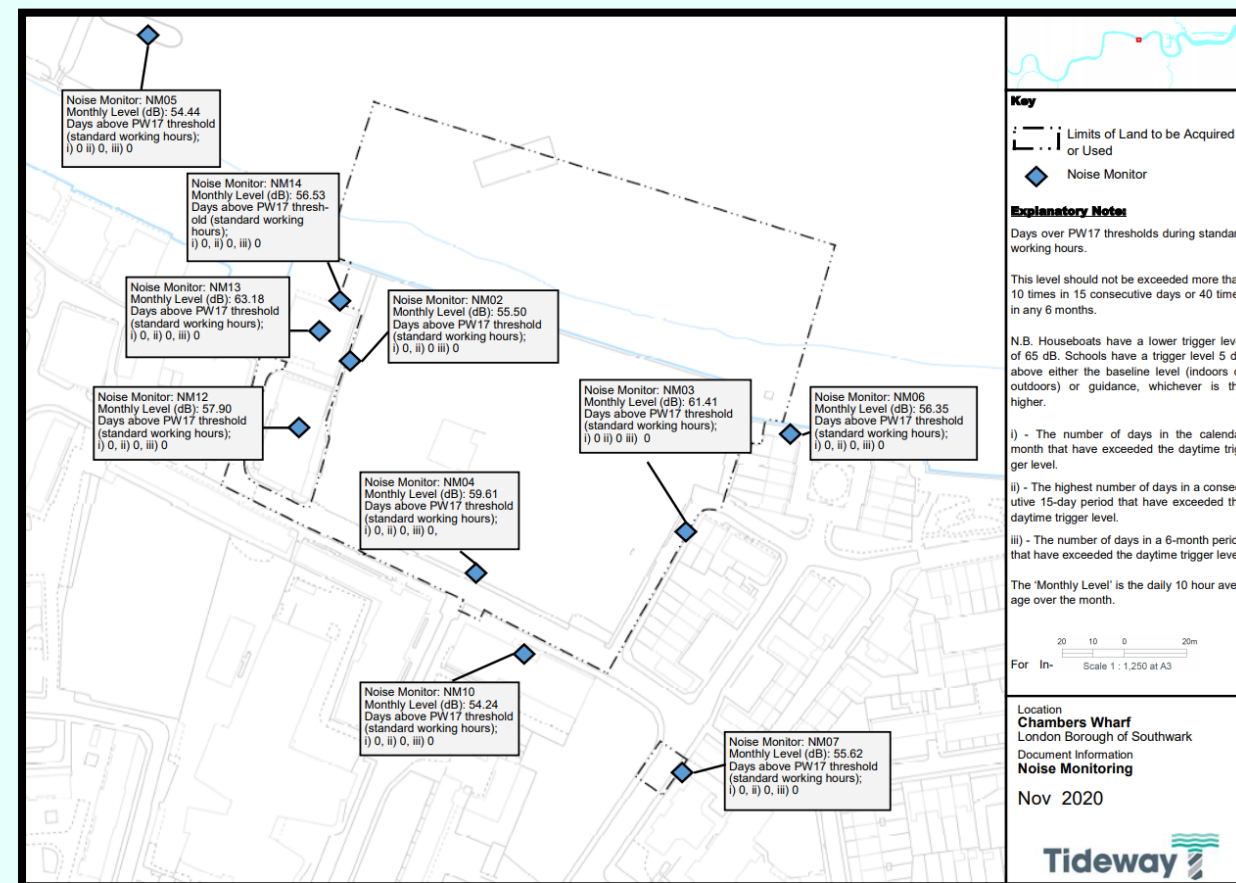 Noise Monitor: NM05
Monthly Level (dB): 54.44
Days above PW17 threshold
(standard working hours);
i) 0 ii) 0, iii) 0
Noise Monitor: NM14
Monthly Level (dB): 56.53
Days above PW17 thresh-
old (standard working
hours);
i) 0, ii) 0, iii) 0
Noise Monitor: NM13
Monthly Level (dB): 63.18
Days above PW17 threshold
(standard working hours);
i) 0, ii) 0, iii) 0
Noise Monitor: NM02
Monthly Level (dB): 55.50
Days above PW17 threshold
(standard working hours);
i) 0, ii) 0 iii) 0
Noise Monitor: NM12
Monthly Level (dB): 57.90
Days above PW17 threshold
(standard working hours);
i) 0, ii) 0, iii) 0
Noise Monitor: NM03
Monthly Level (dB): 61.41
Days above PW17 threshold
(standard working hours);
i) 0 ii) 0 iii) 0
Noise Monitor: NM06
Monthly Level (dB): 56.35
Days above PW17 threshold
(standard working hours);
i) 0, ii) 0, iii) 0
Noise Monitor: NM04
Monthly Level (dB): 59.61
Days above PW17 threshold
(standard working hours);
i) 0, ii) 0, iii) 0,
Noise Monitor: NM10
Monthly Level (dB): 54.24
Days above PW17 threshold
(standard working hours);
i) 0, ii) 0, iii) 0
Noise Monitor: NM07
Monthly Level (dB): 55.62
Days above PW17 threshold
(standard working hours);
i) 0, ii) 0, iii) 0
Key
Limits of Land to be Acquired
or Used
Noise Monitor
Explanatory Note:
Days over PW17 thresholds during standar
working hours.
This level should not be exceeded more tha
10 times in 15 consecutive days or 40 time
in any 6 months.
N.B. Houseboats have a lower trigger leve
of 65 dB. Schools have a trigger level 5 d
above either the baseline level (indoors o
outdoors) or guidance, whichever is th
higher.
i) - The number of days in the calenda
month that have exceeded the daytime trig
ger level.
ii) - The highest number of days in a consec
utive 15-day period that have exceeded th
daytime trigger level.
iii) - The number of days in a 6-month perio
that have exceeded the daytime trigger leve
The 'Monthly Level' is the daily 10 hour aver
age over the month.
20 10 0 20m
For In- Scale 1 : 1,250 at A3
Location
Chambers Wharf
London Borough of Southwark
Document Information
Noise Monitoring
Nov 2020
Tideway